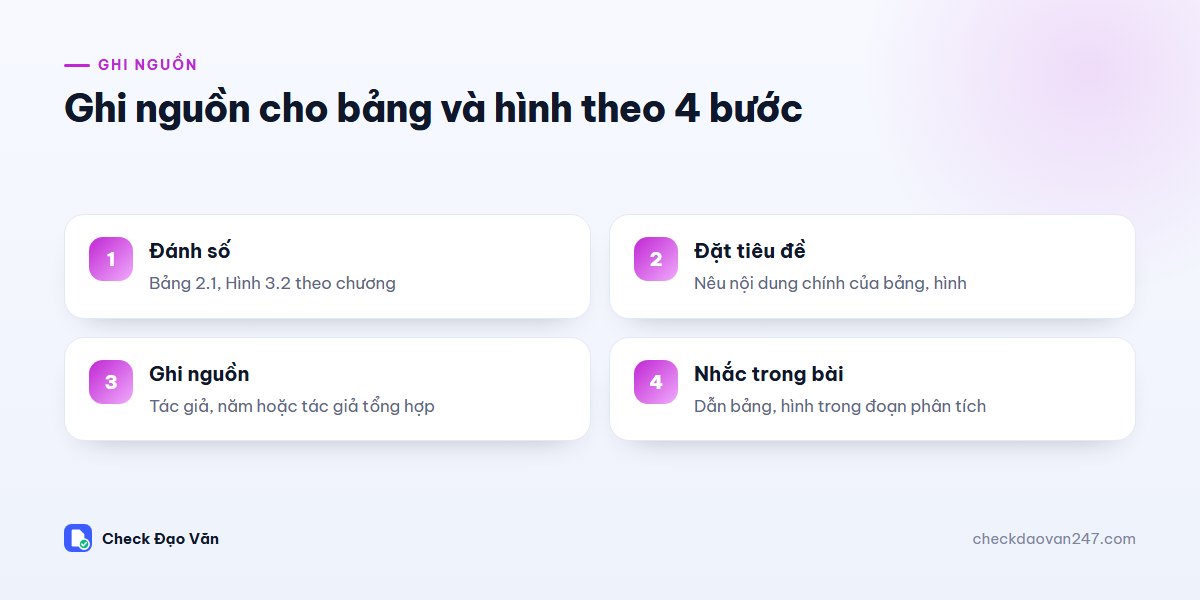 GHI NGUỒN
Ghi nguồn cho bảng và hình theo 4 bước
1
Đánh số
Bảng 2.1, Hình 3.2 theo chương
2
Đặt tiêu đề
Nêu nội dung chính của bảng, hình
3
Ghi nguồn
Tác giả, năm hoặc tác giả tổng hợp
4
Nhắc trong bài
Dẫn bảng, hình trong đoạn phân tích
Check Đạo Văn
checkdaovan247.com